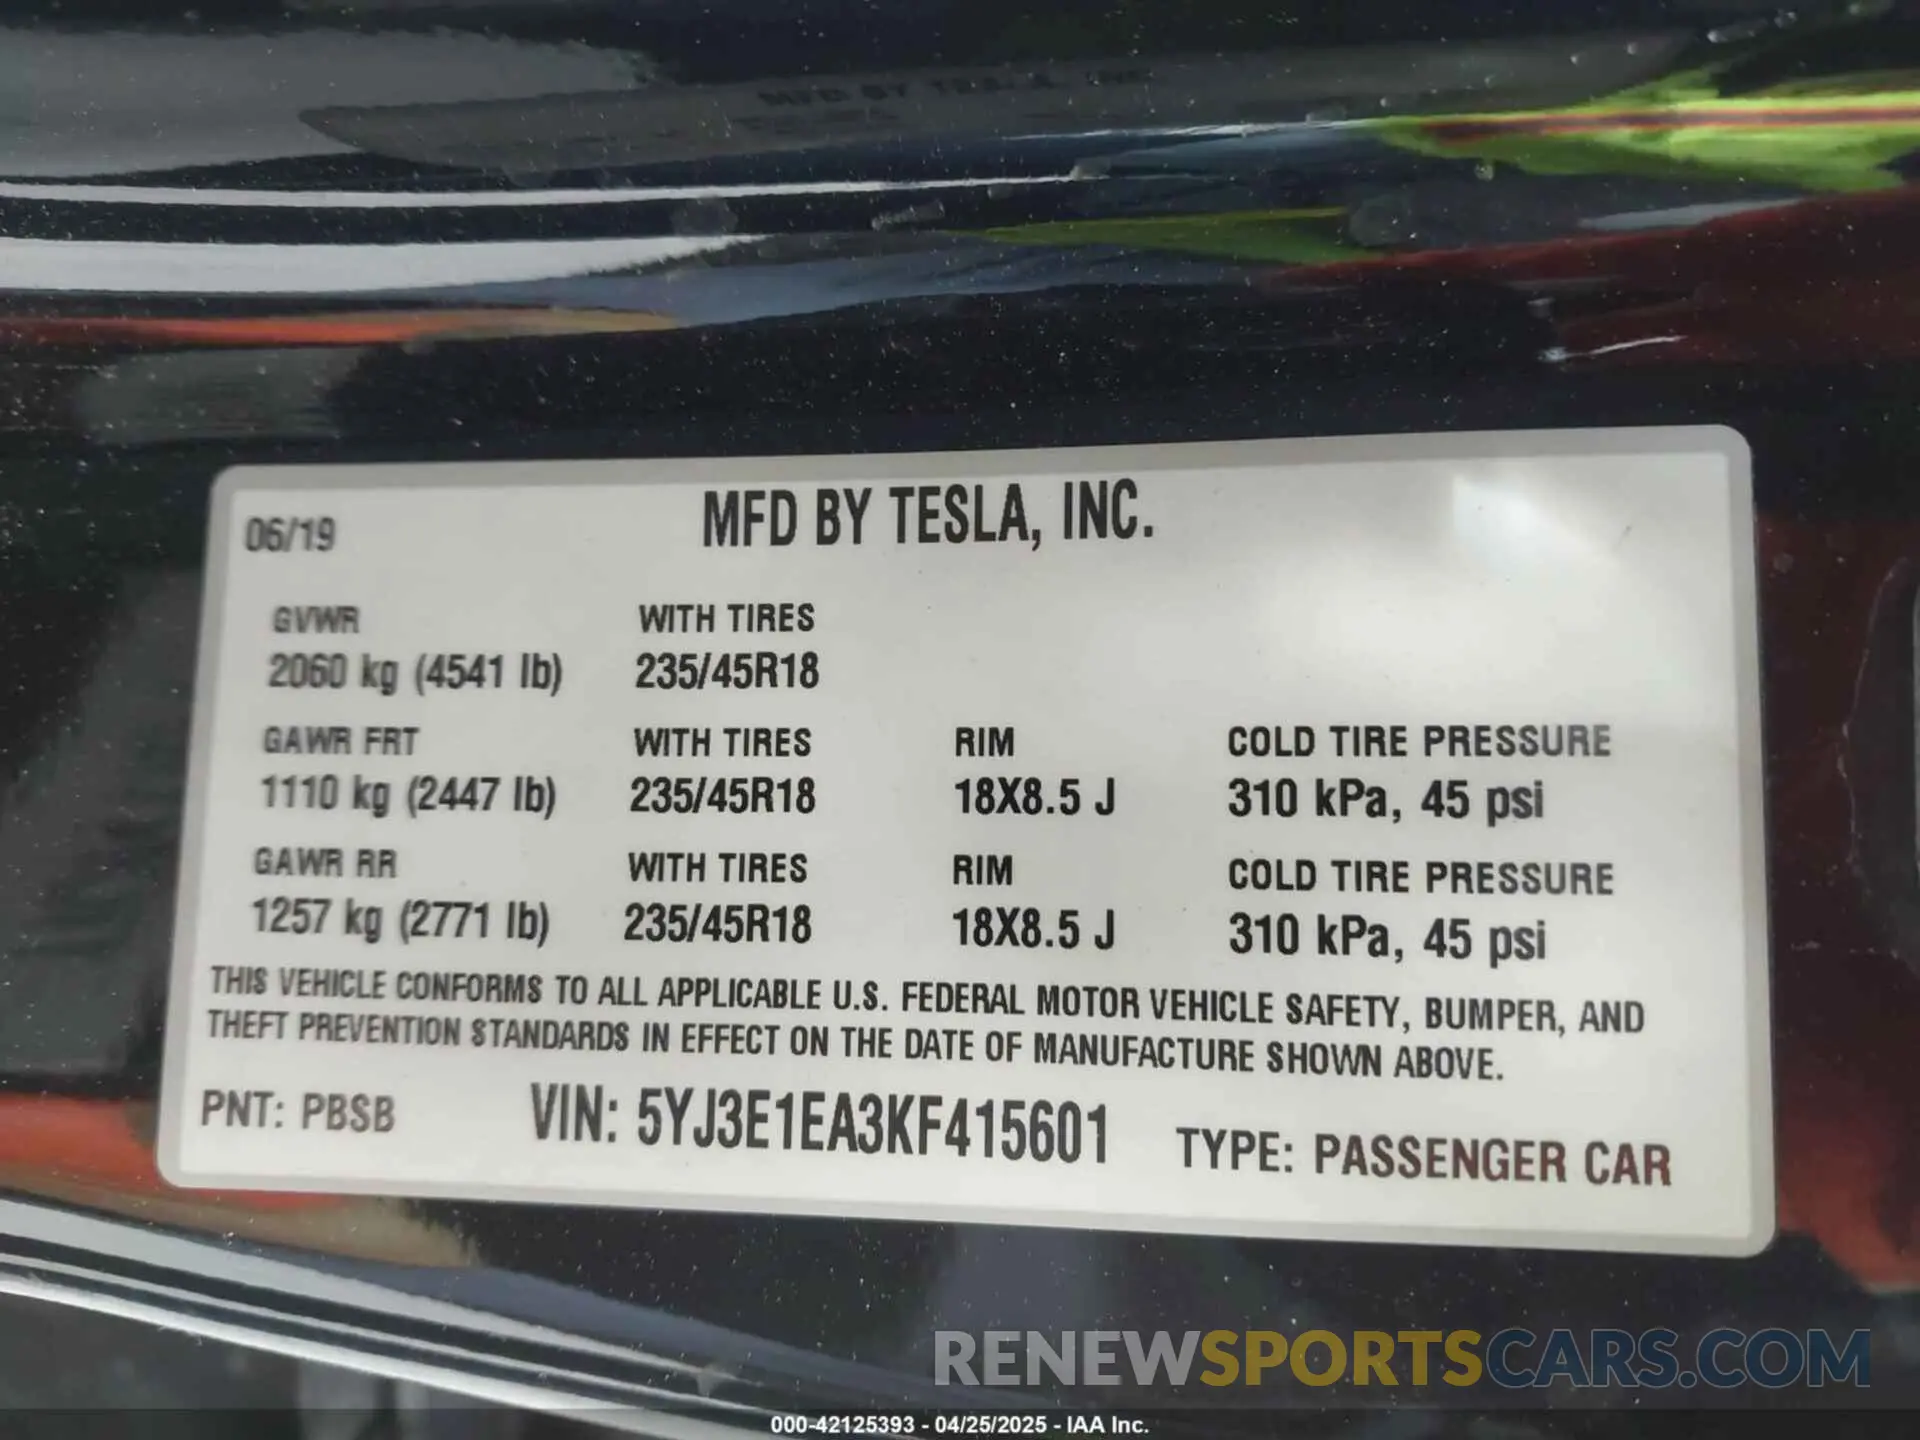 MFD BY TESLA, INC.
06/19
MFD BY TESLA, INC.
GVWR WITH TIRES
2060 kg (4541 lb) 235/45R18
GAWR FRT WITH TIRES RIM COLD TIRE PRESSURE
1110 kg (2447 lb) 235/45R18 18X8.5 J 310 kPa, 45 psi
GAWR RR WITH TIRES RIM COLD TIRE PRESSURE
1257 kg (2771 lb) 235/45R18 18X8.5 J 310 kPa, 45 psi
THIS VEHICLE CONFORMS TO ALL APPLICABLE U.S. FEDERAL MOTOR VEHICLE SAFETY, BUMPER, AND
THEFT PREVENTION STANDARDS IN EFFECT ON THE DATE OF MANUFACTURE SHOWN ABOVE.
PNT: PBSB VIN: 5YJ3E1EA3KF415601 TYPE: PASSENGER CAR
RENEWSPORTSCARS.COM
000-42125393 - 04/25/2025 - IAA Inc.